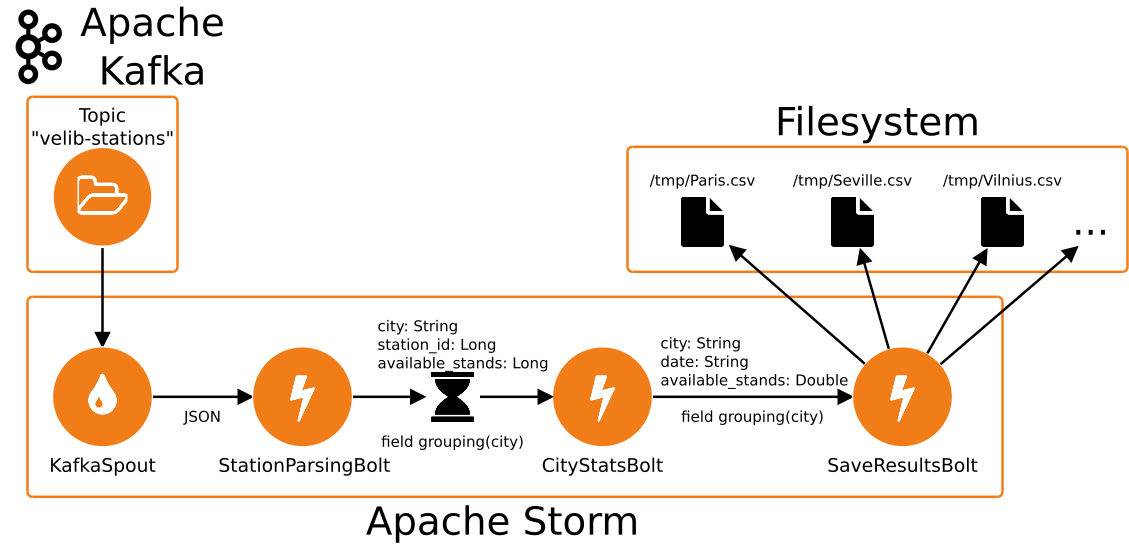 Apache
Kafka
Topic
"velib-stations"
Filesystem
/tmp/Paris.csv
/tmp/Seville.csv
/tmp/Vilnius.csv
...
city: String
station_id: Long
available_stands: Long
city: String
date: String
available_stands: Double
JSON
field grouping(city)
field grouping(city)
KafkaSpout
StationParsingBolt
CityStatsBolt
SaveResultsBolt
Apache Storm